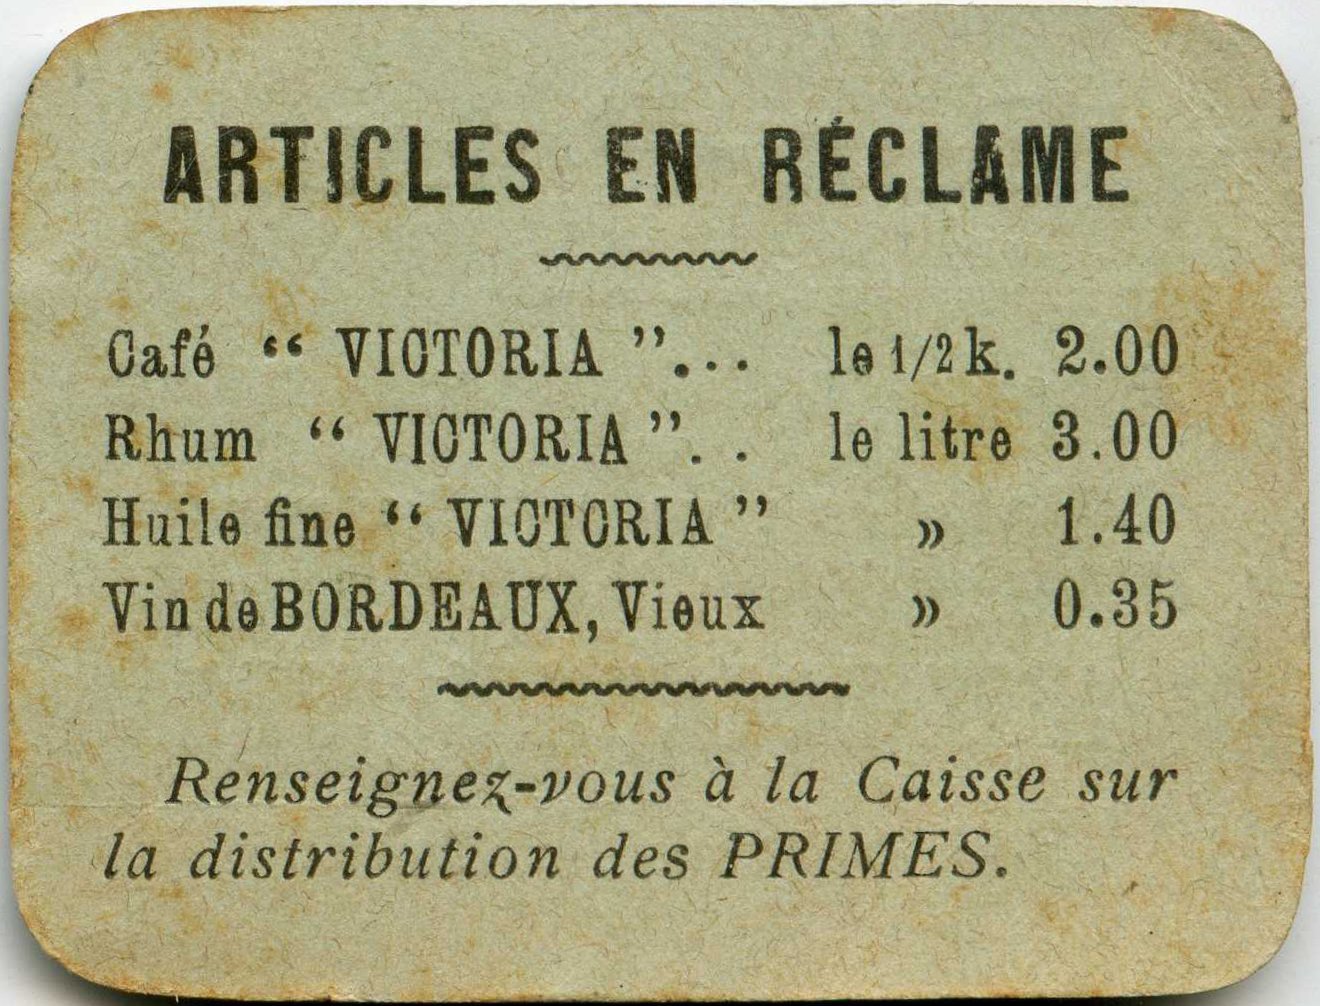 ARTICLES EN RÉCLAME
Café “ VICTORIA ”... le 1/2 k. 2.00
Rhum “ VICTORIA ”. . le litre 3.00
Huile fine “ VICTORIA ” » 1.40
Vin de BORDEAUX, Vieux » 0.35
Renseignez-vous à la Caisse sur
la distribution des PRIMES.